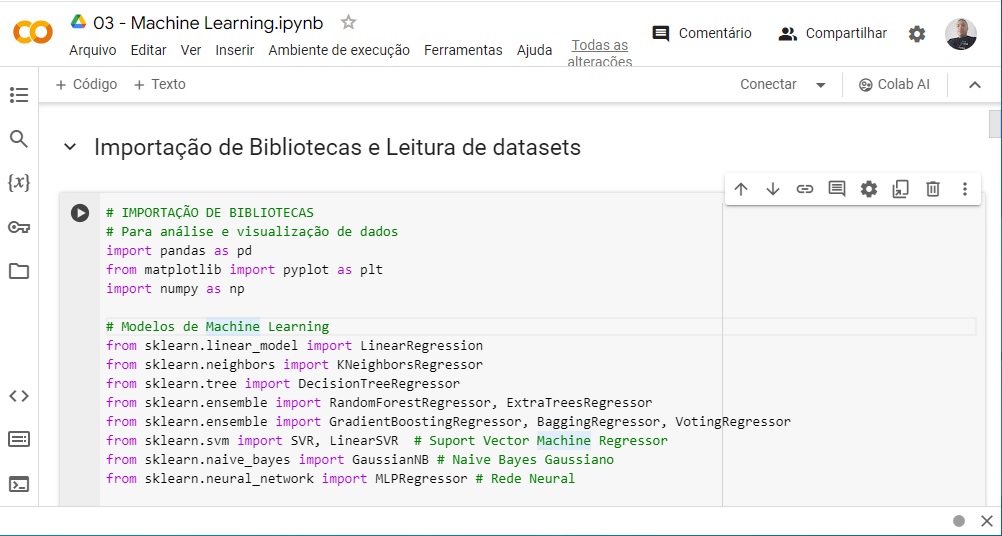 03 - Machine Learning.ipynb
Arquivo Editar Ver Inserir Ambiente de execução Ferramentas Ajuda Todas as alterações
Comentário Compartilhar
+ Código + Texto Conectar Colab AI
Importação de Bibliotecas e Leitura de datasets
{x}
# IMPORTAÇÃO DE BIBLIOTECAS
# Para análise e visualização de dados
import pandas as pd
from matplotlib import pyplot as plt
import numpy as np
# Modelos de Machine Learning
from sklearn.linear_model import LinearRegression
from sklearn.neighbors import KNeighborsRegressor
from sklearn.tree import DecisionTreeRegressor
from sklearn.ensemble import RandomForestRegressor, ExtraTreesRegressor
from sklearn.ensemble import GradientBoostingRegressor, BaggingRegressor, VotingRegressor
from sklearn.svm import SVR, LinearSVR # Suport Vector Machine Regressor
from sklearn.naive_bayes import GaussianNB # Naive Bayes Gaussiano
from sklearn.neural_network import MLPRegressor # Rede Neural